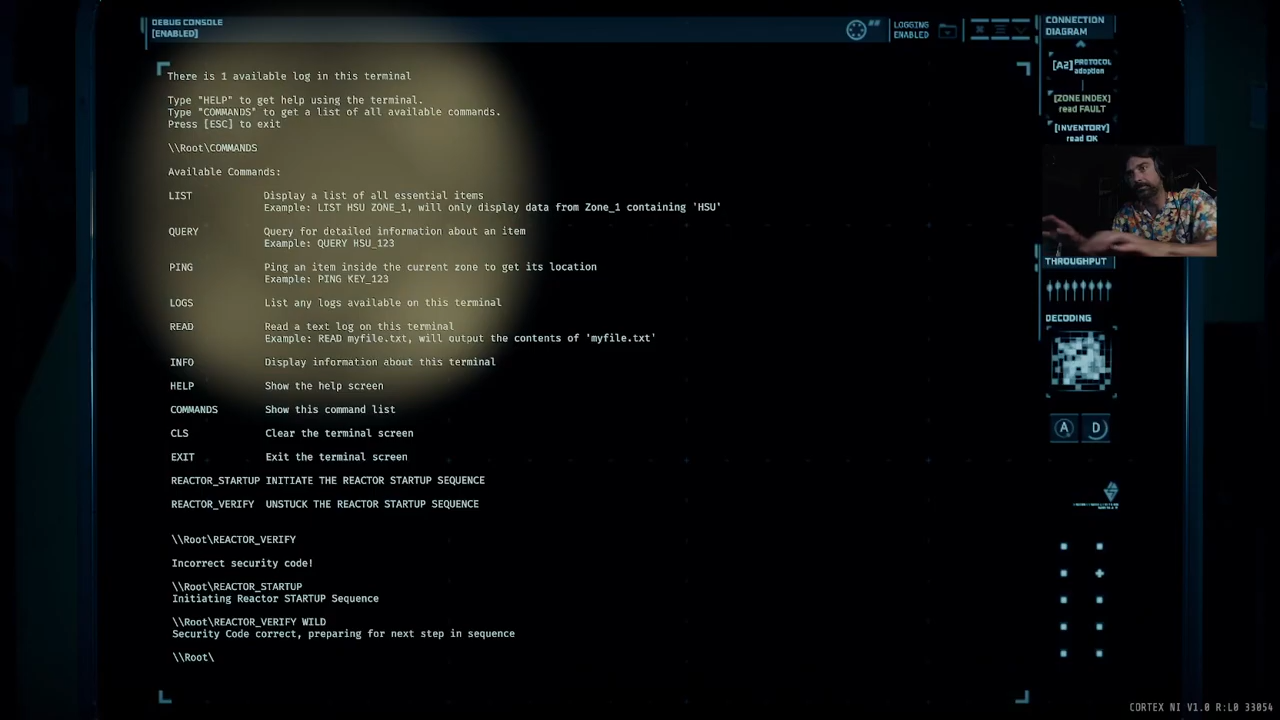 DEBUG CONSOLE
[ENABLED]
LOGGING
ENABLED
CONNECTION
DIAGRAM
[A2] PROTOCOL
adoption
[ZONE INDEX]
read FAULT
[INVENTORY]
read OK
There is 1 available log in this terminal
Type "HELP" to get help using the terminal.
Type "COMMANDS" to get a list of all available commands.
Press [ESC] to exit
\\Root\COMMANDS
Available Commands:
LIST Display a list of all essential items
Example: LIST HSU ZONE_1, will only display data from Zone_1 containing 'HSU'
QUERY Query for detailed information about an item
Example: QUERY HSU_123
PING Ping an item inside the current zone to get its location
Example: PING KEY_123
LOGS List any logs available on this terminal
READ Read a text log on this terminal
Example: READ myfile.txt, will output the contents of 'myfile.txt'
INFO Display information about this terminal
HELP Show the help screen
COMMANDS Show this command list
CLS Clear the terminal screen
EXIT Exit the terminal screen
REACTOR_STARTUP INITIATE THE REACTOR STARTUP SEQUENCE
REACTOR_VERIFY UNSTUCK THE REACTOR STARTUP SEQUENCE
\\Root\REACTOR_VERIFY
Incorrect security code!
\\Root\REACTOR_STARTUP
Initiating Reactor STARTUP Sequence
\\Root\REACTOR_VERIFY WILD
Security Code correct, preparing for next step in sequence
\\Root\
THROUGHPUT
DECODING
A D
CORTEX NI V1.0 R:L0 33054